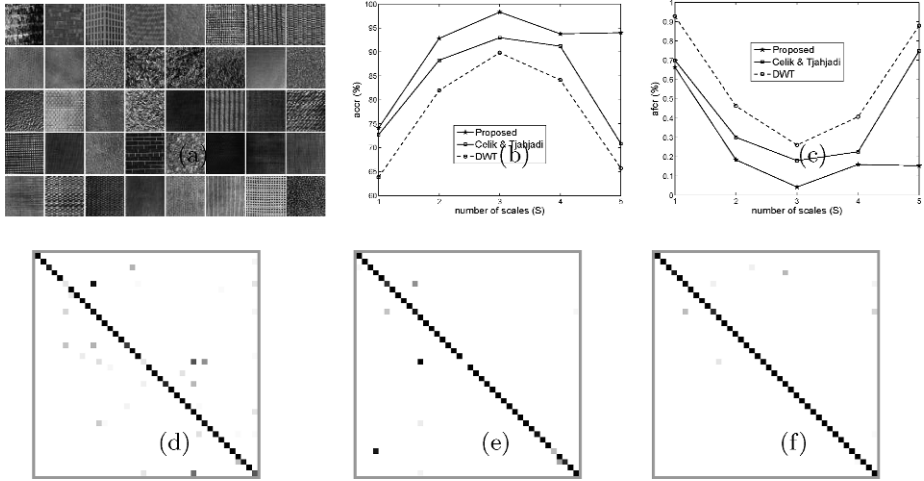 (a)
accr (%)
100
95
90
85
80
75
70
65
60
1 2 3 4 5
number of scales (S)
Proposed
Celik & Tjahjadi
DWT
(b)
afcr (%)
1
0.9
0.8
0.7
0.6
0.5
0.4
0.3
0.2
0.1
0
1 2 3 4 5
number of scales (S)
Proposed
Celik & Tjahjadi
DWT
(c)
(d)
(e)
(f)